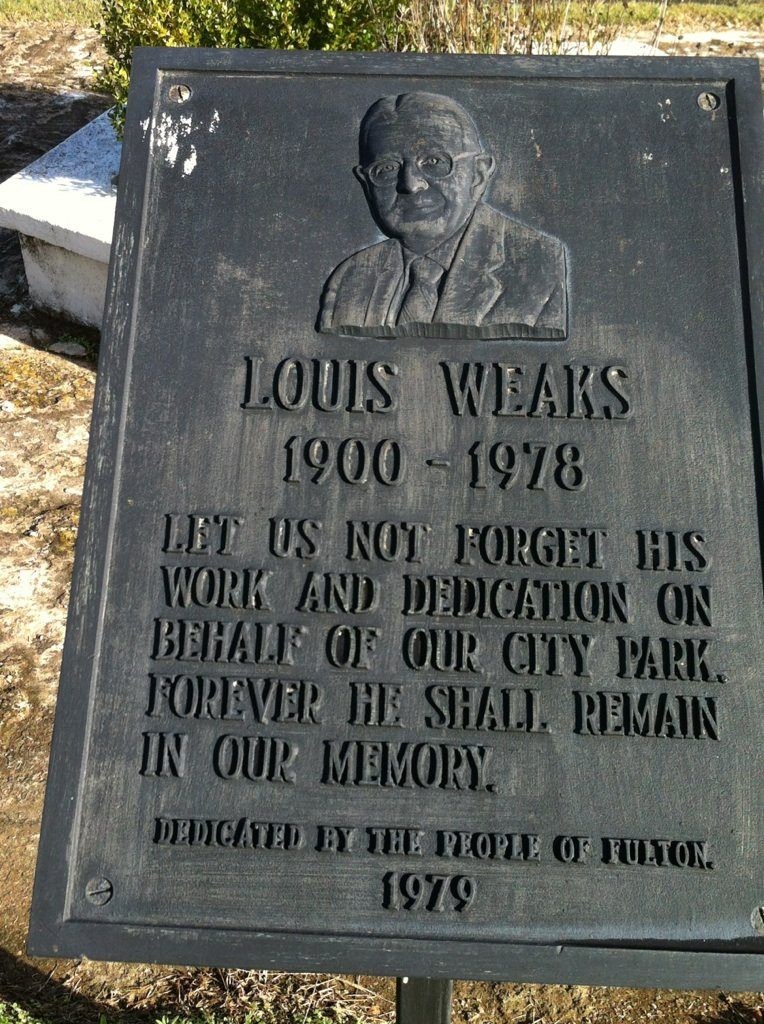 LOUIS WEAKS
1900 - 1978
LET US NOT FORGET HIS
WORK AND DEDICATION ON
BEHALF OF OUR CITY PARK.
FOREVER HE SHALL REMAIN
IN OUR MEMORY.
DEDICATED BY THE PEOPLE OF FULTON.
1979